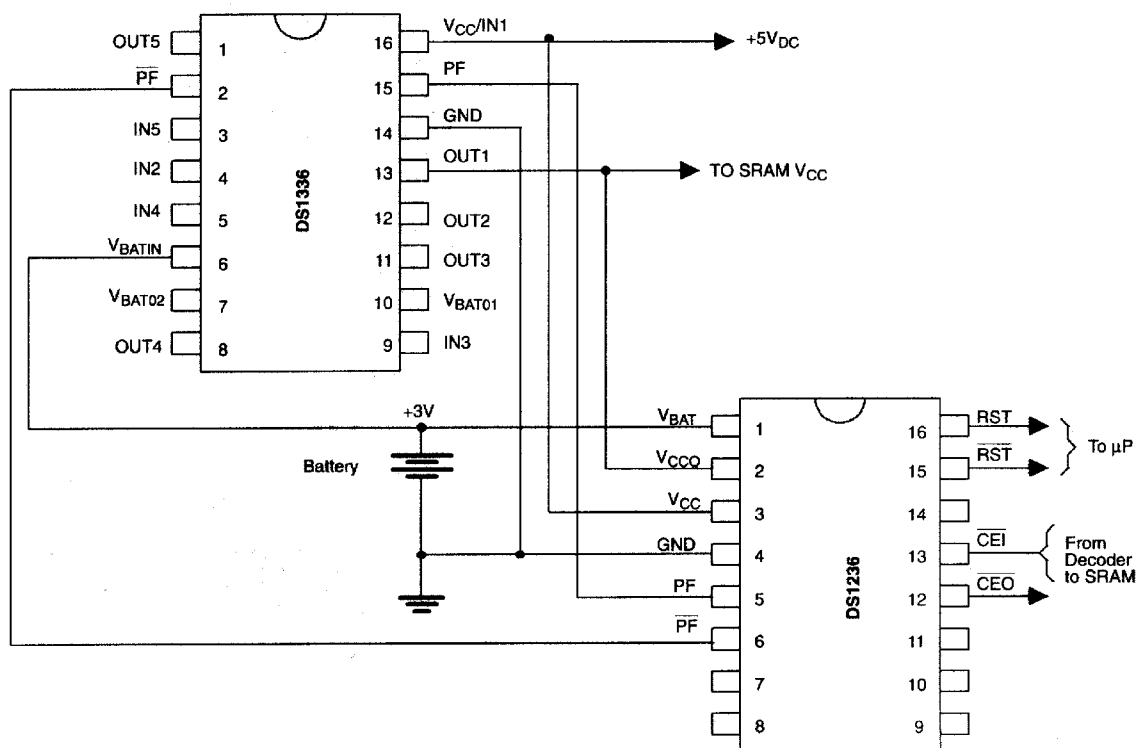 OUT5 1 16 VCC/IN1 +5VDC
PF 2 15 PF
IN5 3 14 GND
IN2 4 13 OUT1 TO SRAM VCC
IN4 5 12 OUT2
VBATIN 6 11 OUT3
VBAT02 7 10 VBAT01
OUT4 8 9 IN3
DS1336
+3V
Battery
VBAT 1 16 RST
VCCO 2 15 RST
To µP
VCC 3 14
GND 4 13 CEI
From
Decoder
to SRAM
PF 5 12 CEO
PF 6 11
7 10
8 9
DS1236